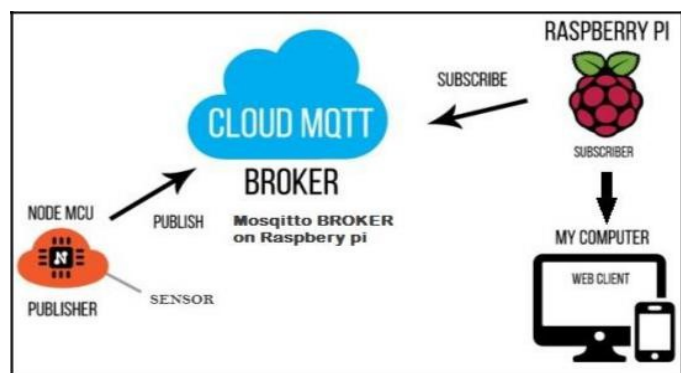 RASPBERRY PI
SUBSCRIBE
CLOUD MQTT
SUBSCRIBER
BROKER
NODE MCU
PUBLISH
Mosqitto BROKER
on Raspbery pi
MY COMPUTER
N
WEB CLIENT
SENSOR
PUBLISHER